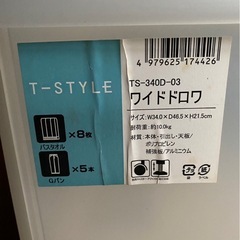 4 979625 174426
T-STYLE
TS-340D-03
ワイドドロワ
サイズ:W34.0×D46.5×H21.5cm
耐荷重:約10.0kg
材質:本体・引出し・天板/
ポリプロピレン
補強板/アルミニウム
×8枚
バスタオル
×5本
Gパン